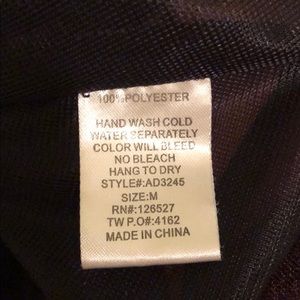 100%POLYESTER
HAND WASH COLD
WATER SEPARATELY
COLOR WILL BLEED
NO BLEACH
HANG TO DRY
STYLE#:AD3245
SIZE:M
RN#:126527
TW P.O#:4162
MADE IN CHINA